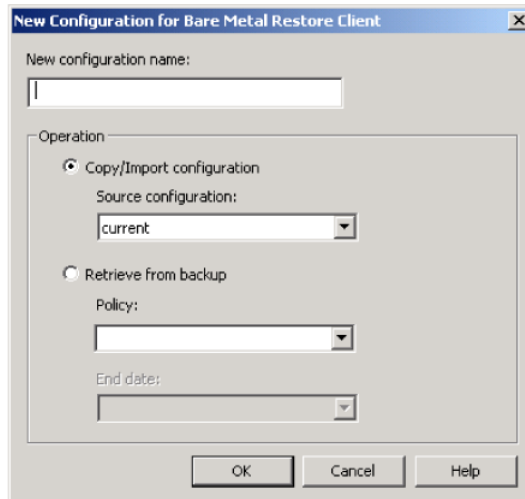 New Configuration for Bare Metal Restore Client
New configuration name:
Operation
Copy/Import configuration
Source configuration:
current
Retrieve from backup
Policy:
End date:
OK Cancel Help